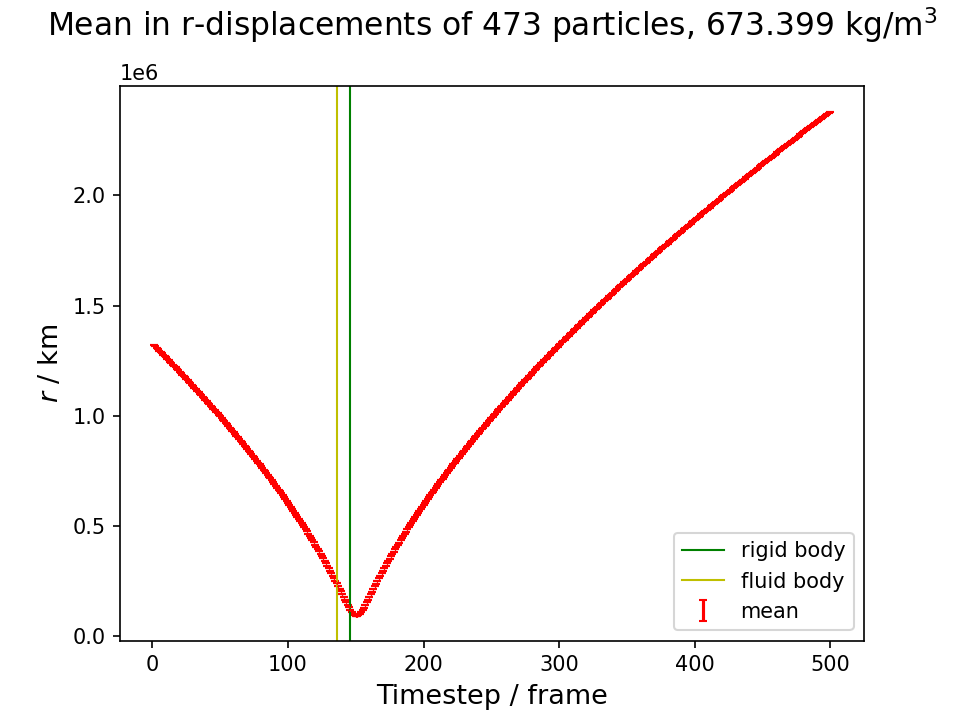 Mean in r-displacements of 473 particles, 673.399 kg/m³
1e6
2.0
1.5
1.0
0.5
0.0
r / km
0 100 200 300 400 500
Timestep / frame
rigid body
fluid body
mean